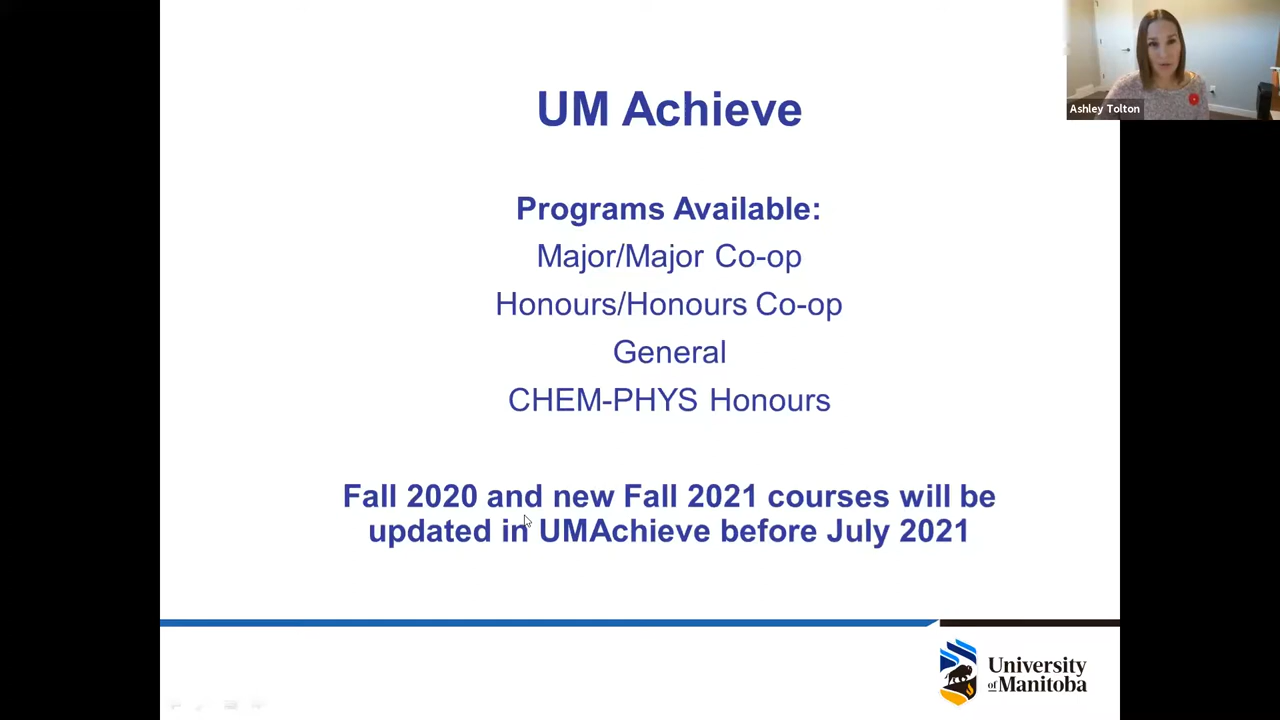 UM Achieve
Ashley Tolton
Programs Available:
Major/Major Co-op
Honours/Honours Co-op
General
CHEM-PHYS Honours
Fall 2020 and new Fall 2021 courses will be
updated in UMAchieve before July 2021
University
of Manitoba